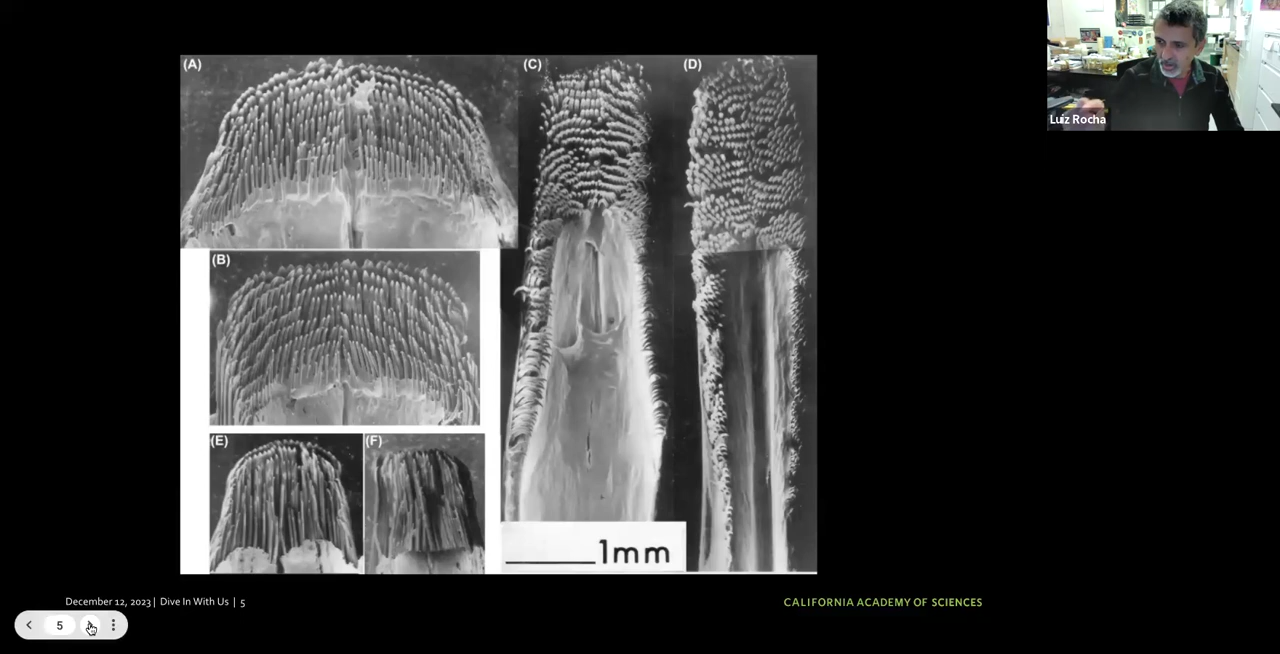 (A)
(C)
(D)
Luiz Rocha
(B)
(E)
(F)
1mm
December 12, 2023 | Dive In With Us | 5
CALIFORNIA ACADEMY OF SCIENCES
5